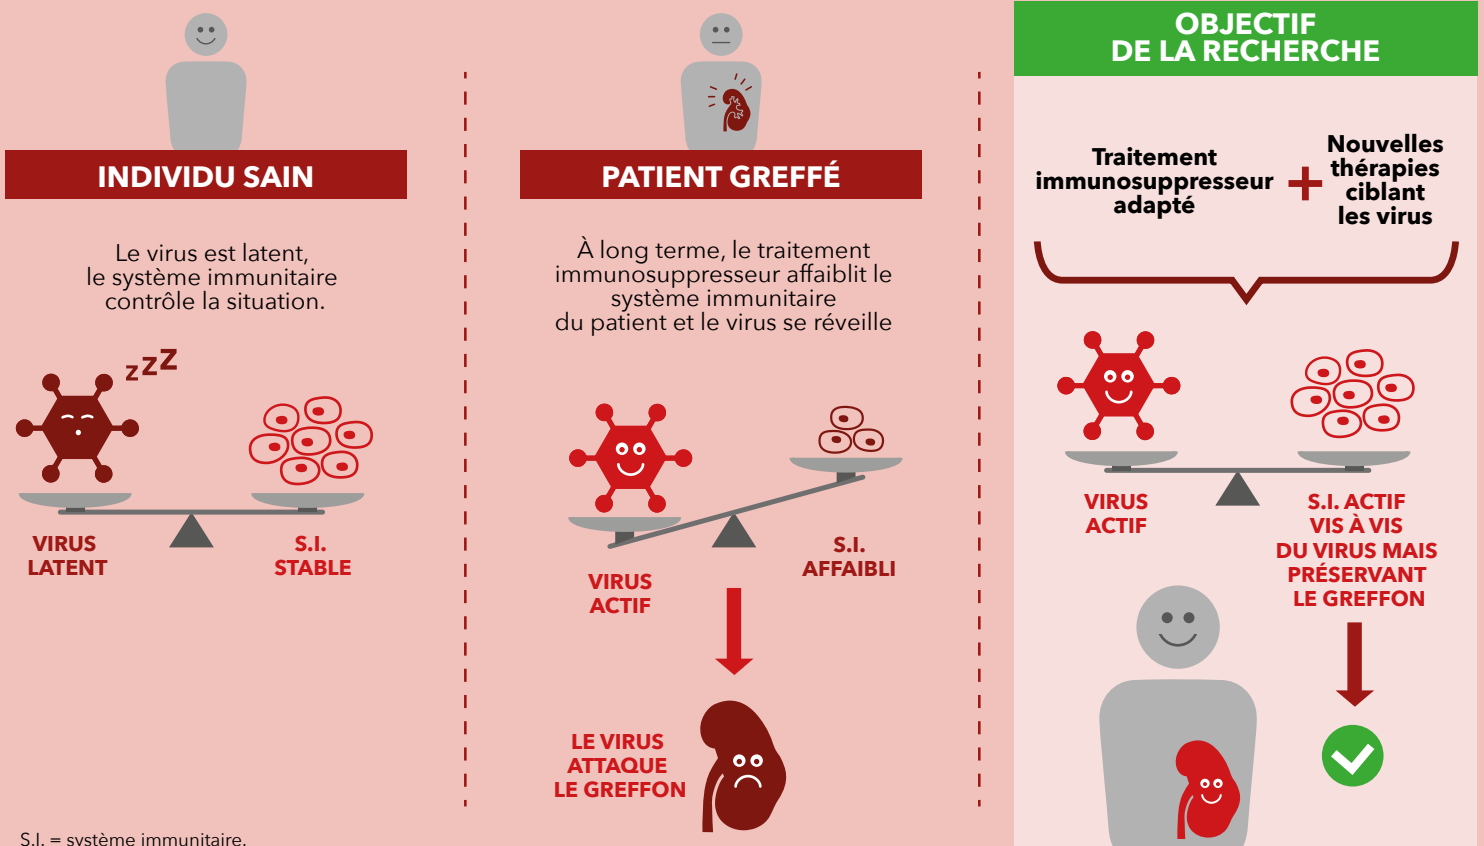 INDIVIDU SAIN
Le virus est latent,
le système immunitaire
contrôle la situation.
z z z
VIRUS
LATENT
S.I.
STABLE
S.I. = système immunitaire.
PATIENT GREFFÉ
À long terme, le traitement
immunosuppresseur affaiblit le
système immunitaire
du patient et le virus se réveille
VIRUS
ACTIF
S.I.
AFFAIBLI
LE VIRUS
ATTAQUE
LE GREFFON
OBJECTIF
DE LA RECHERCHE
Traitement
immunosuppresseur
adapté
+
Nouvelles
thérapies
ciblant
les virus
VIRUS
ACTIF
S.I. ACTIF
VIS À VIS
DU VIRUS MAIS
PRÉSERVANT
LE GREFFON